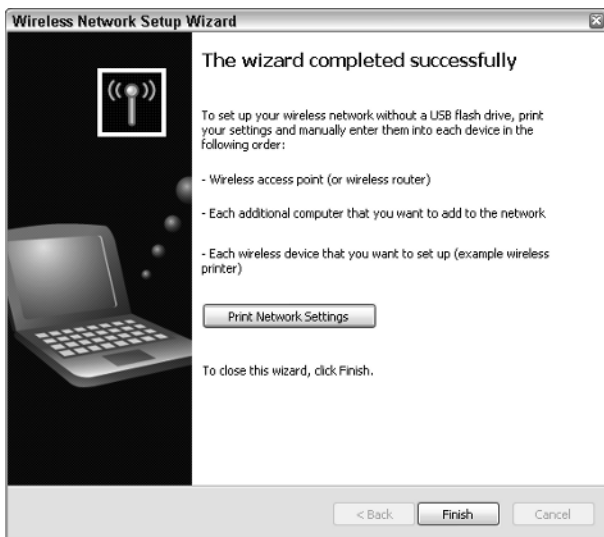 Wireless Network Setup Wizard
The wizard completed successfully
To set up your wireless network without a USB flash drive, print
your settings and manually enter them into each device in the
following order:
- Wireless access point (or wireless router)
- Each additional computer that you want to add to the network
- Each wireless device that you want to set up (example wireless
printer)
Print Network Settings
To close this wizard, click Finish.
< Back Finish Cancel